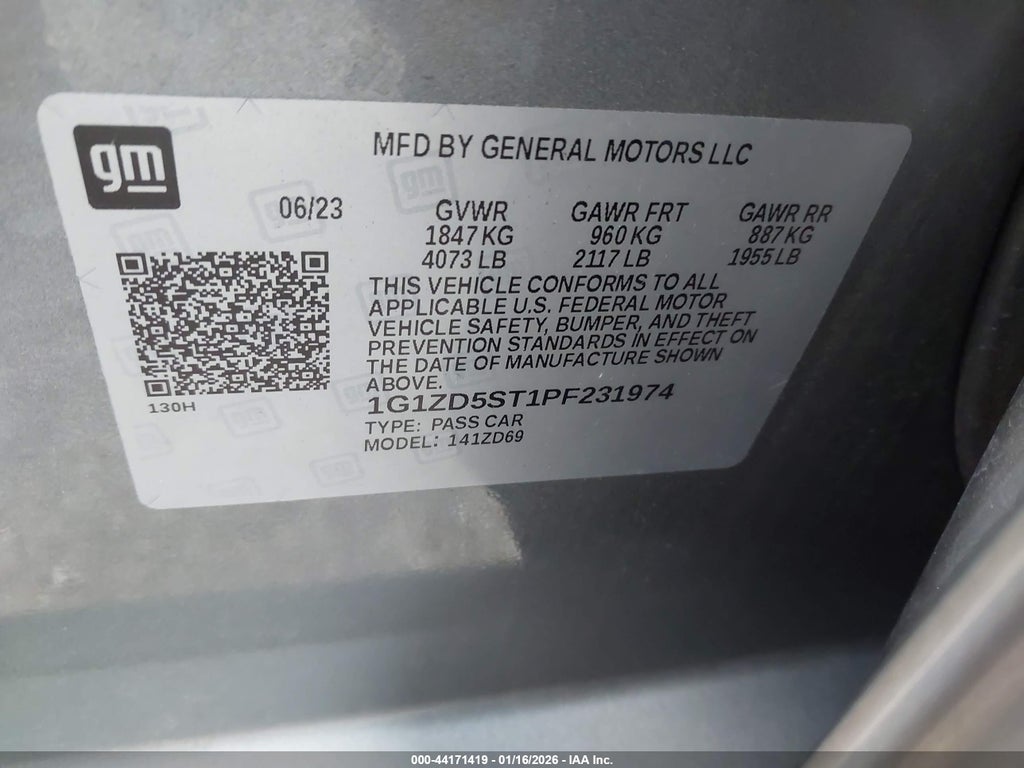 gm
MFD BY GENERAL MOTORS LLC
06/23 GVWR GAWR FRT GAWR RR
1847 KG 960 KG 887 KG
4073 LB 2117 LB 1955 LB
THIS VEHICLE CONFORMS TO ALL
APPLICABLE U.S. FEDERAL MOTOR
VEHICLE SAFETY, BUMPER, AND THEFT
PREVENTION STANDARDS IN EFFECT ON
THE DATE OF MANUFACTURE SHOWN
ABOVE.
130H
1G1ZD5ST1PF231974
TYPE: PASS CAR
MODEL: 141ZD69
000-44171419 - 01/16/2026 - IAA Inc.